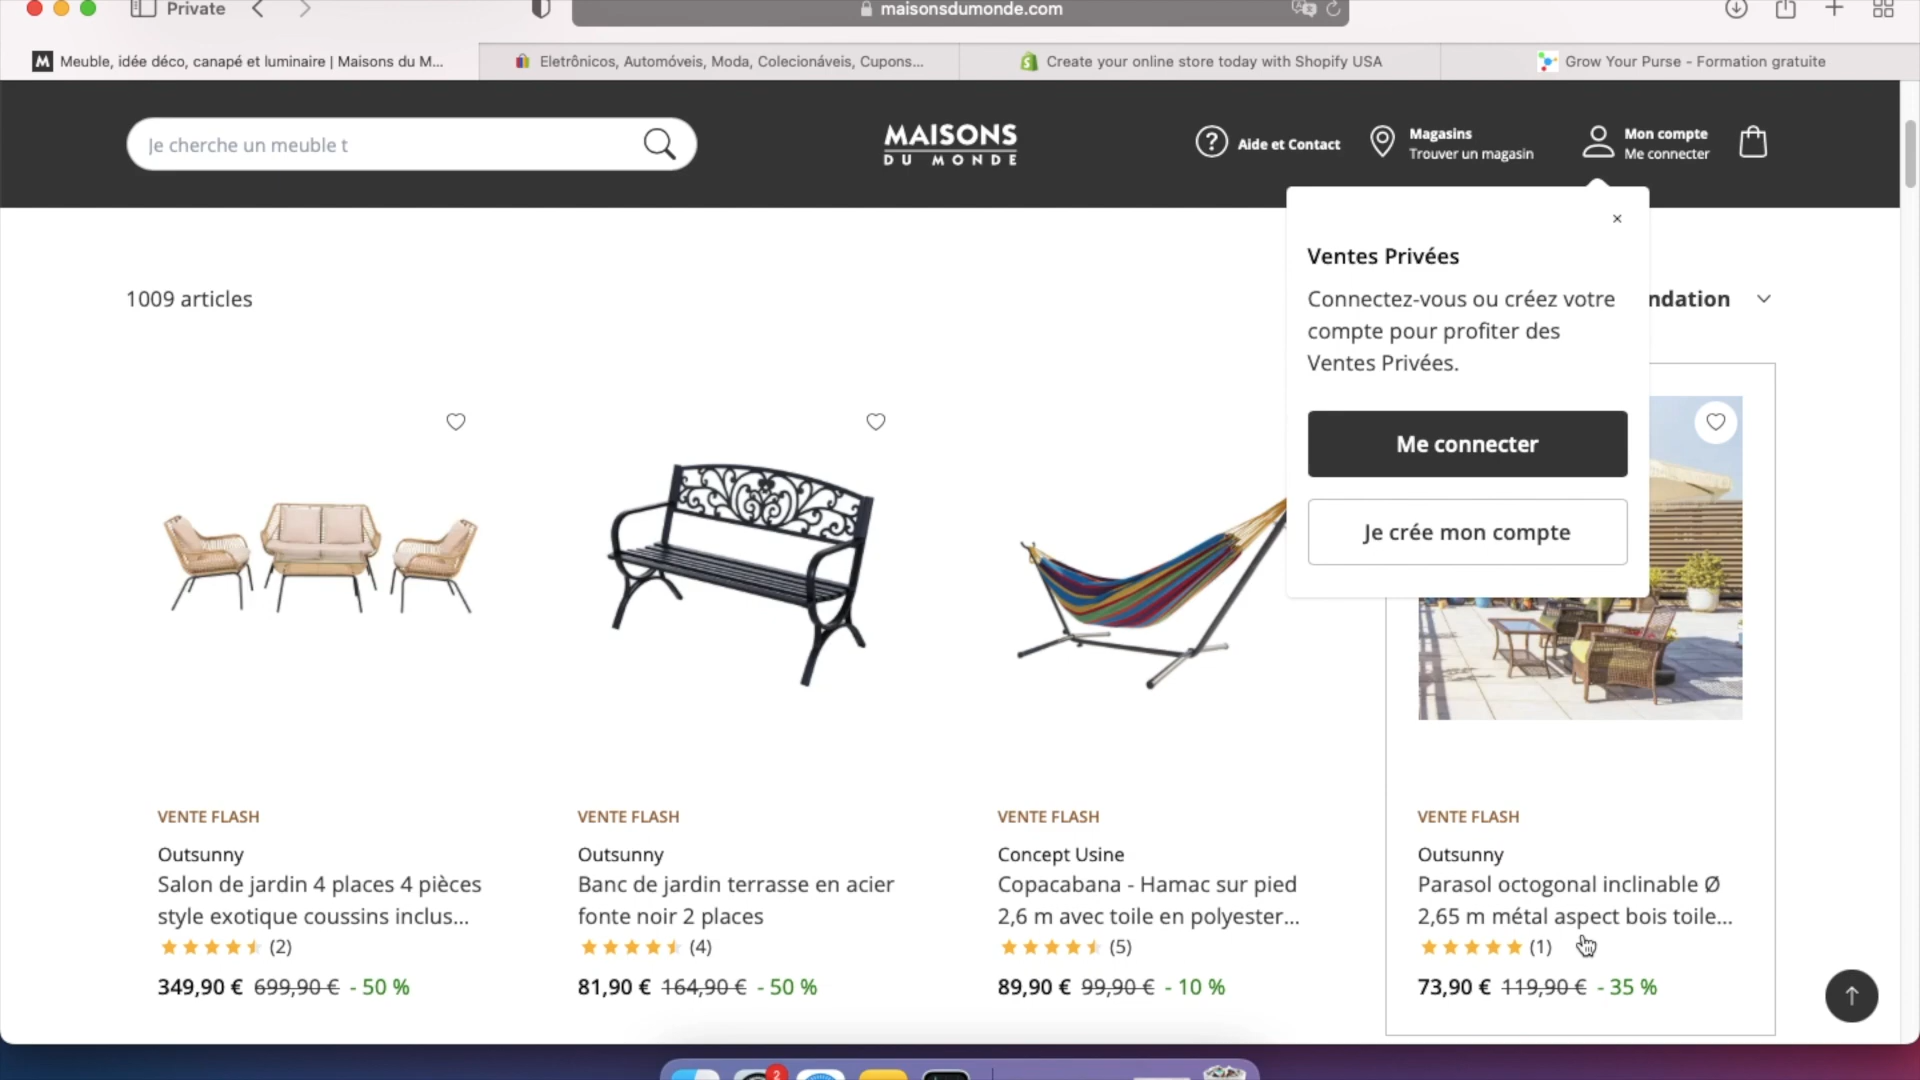 Private
maisonsdumonde.com
Meuble, idée déco, canapé et luminaire | Maisons du M...
Eletrônicos, Automóveis, Moda, Colecionáveis, Cupons...
Create your online store today with Shopify USA
Grow Your Purse - Formation gratuite
Je cherche un meuble t
MAISONS
DU MONDE
Aide et Contact
Magasins
Trouver un magasin
Mon compte
Me connecter
1009 articles
ndation
Ventes Privées
Connectez-vous ou créez votre
compte pour profiter des
Ventes Privées.
Me connecter
Je crée mon compte
VENTE FLASH
Outsunny
Salon de jardin 4 places 4 pièces
style exotique coussins inclus...
(2)
349,90 € 699,90 € - 50 %
VENTE FLASH
Outsunny
Banc de jardin terrasse en acier
fonte noir 2 places
(4)
81,90 € 164,90 € - 50 %
VENTE FLASH
Concept Usine
Copacabana - Hamac sur pied
2,6 m avec toile en polyester...
(5)
89,90 € 99,90 € - 10 %
VENTE FLASH
Outsunny
Parasol octogonal inclinable Ø
2,65 m métal aspect bois toile...
(1)
73,90 € 119,90 € - 35 %
2